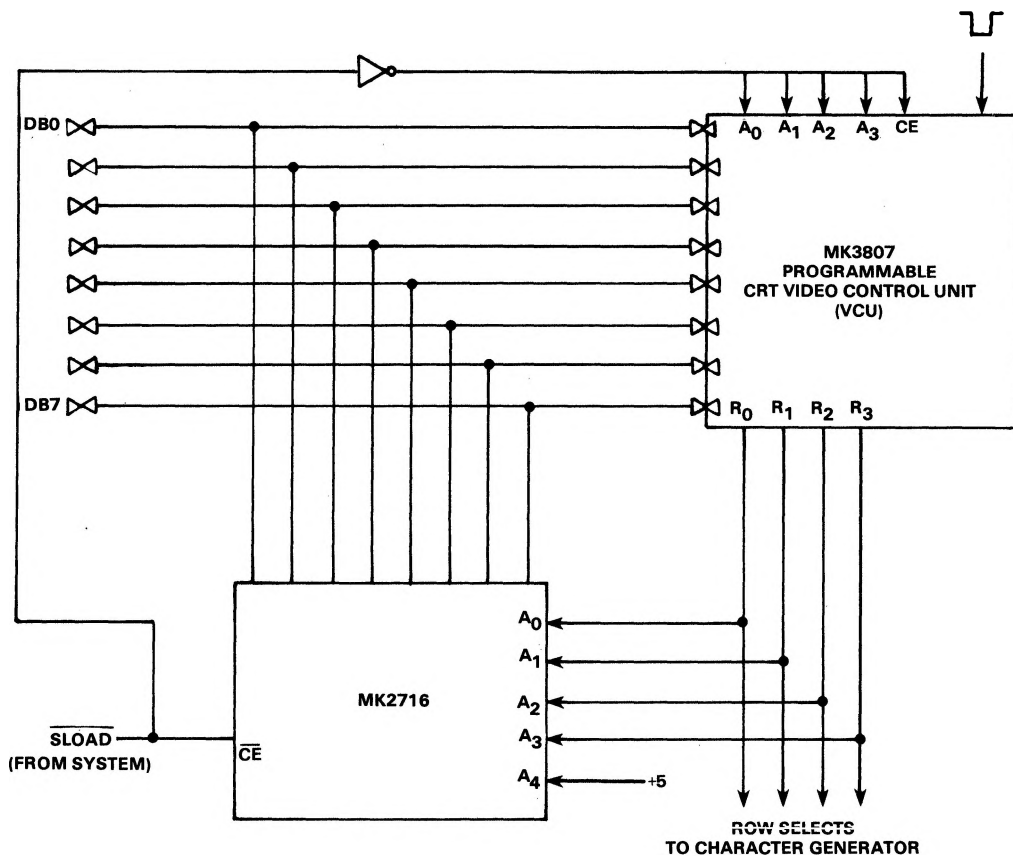 DB0
A0 A1 A2 A3 CE
MK3807
PROGRAMMABLE
CRT VIDEO CONTROL UNIT
(VCU)
DB7
R0 R1 R2 R3
A0
A1
MK2716
A2
SLOAD
(FROM SYSTEM)
CE
A3
A4
+5
ROW SELECTS
TO CHARACTER GENERATOR